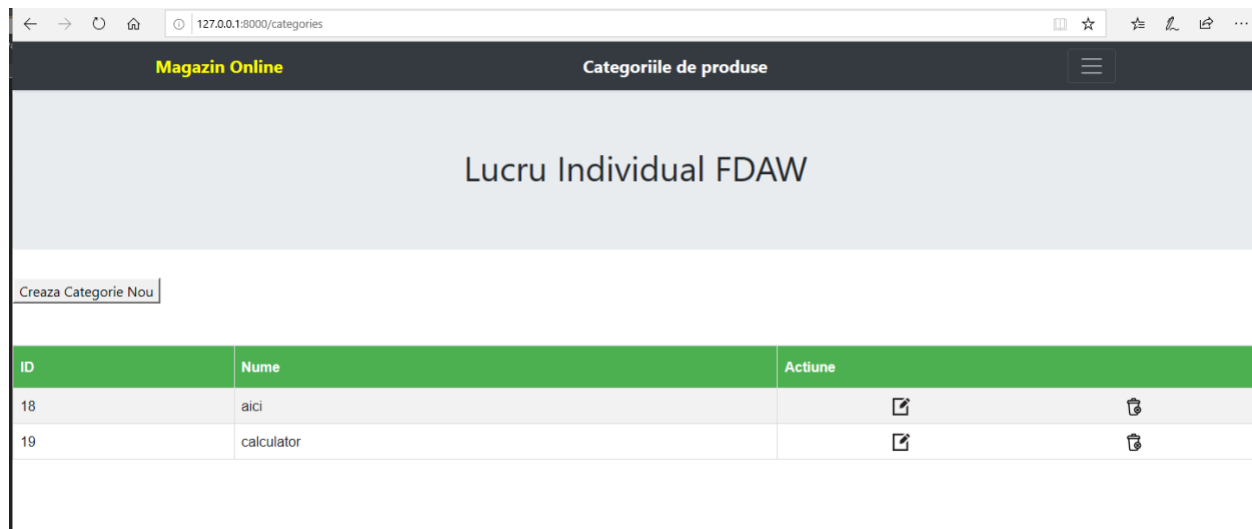 127.0.0.1:8000/categories
Magazin Online Categoriile de produse
Lucru Individual FDAW
Creaza Categorie Nou
ID Nume Actiune
18 aici
19 calculator